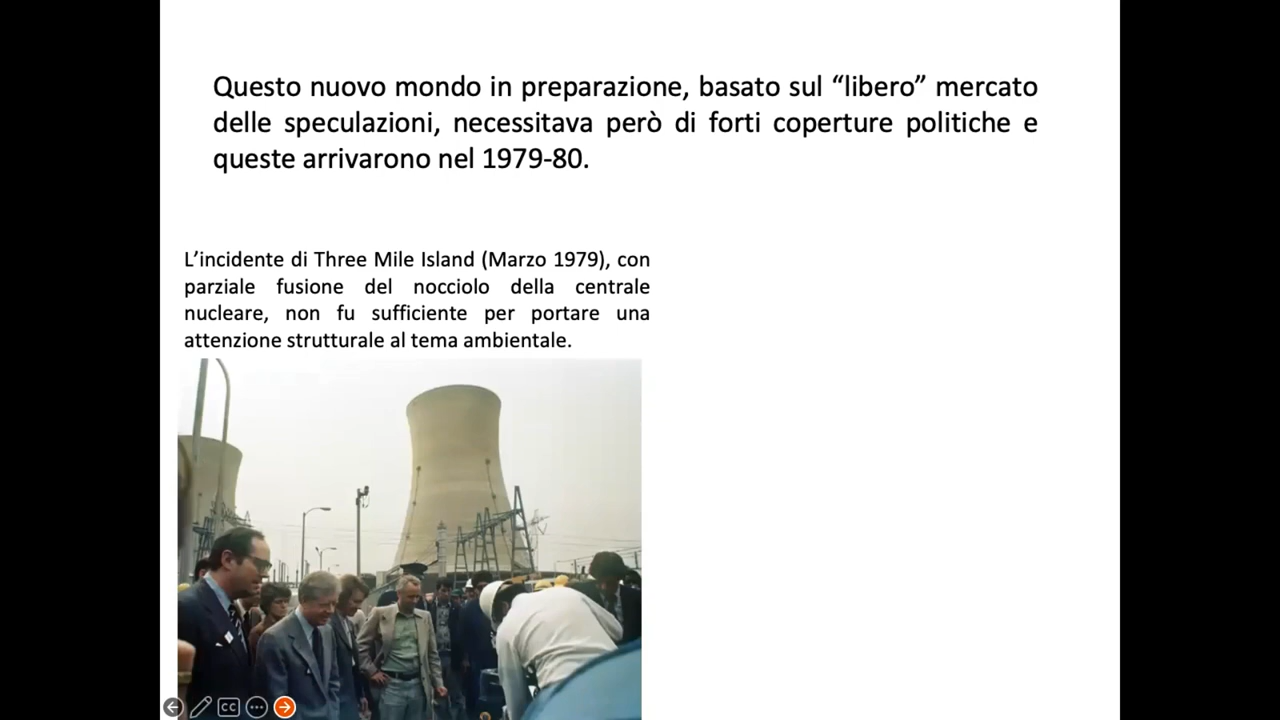 Questo nuovo mondo in preparazione, basato sul “libero” mercato
delle speculazioni, necessitava però di forti coperture politiche e
queste arrivarono nel 1979-80.
L’incidente di Three Mile Island (Marzo 1979), con
parziale fusione del nocciolo della centrale
nucleare, non fu sufficiente per portare una
attenzione strutturale al tema ambientale.
CC